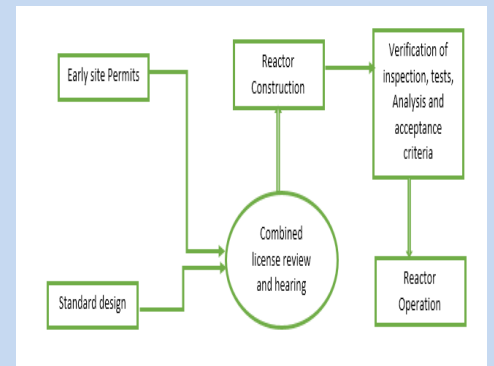 Early site Permits
Reactor
Construction
Verification of
inspection, tests,
Analysis and
acceptance
criteria
Combined
license review
and hearing
Standard design
Reactor
Operation